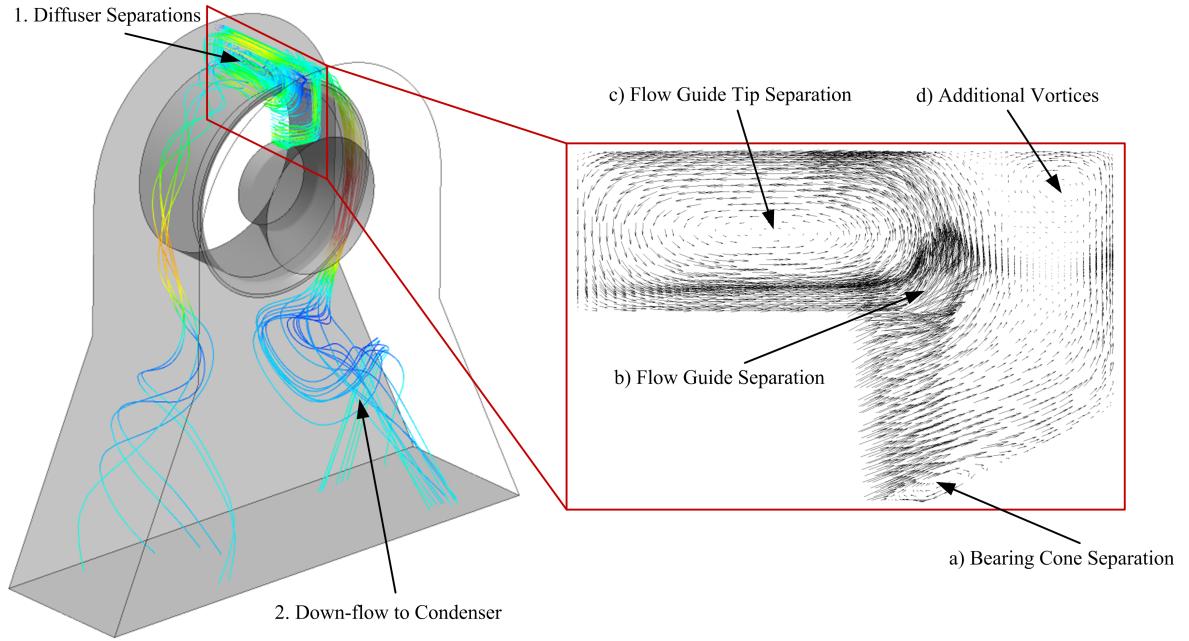 1. Diffuser Separations
c) Flow Guide Tip Separation
d) Additional Vortices
b) Flow Guide Separation
a) Bearing Cone Separation
2. Down-flow to Condenser